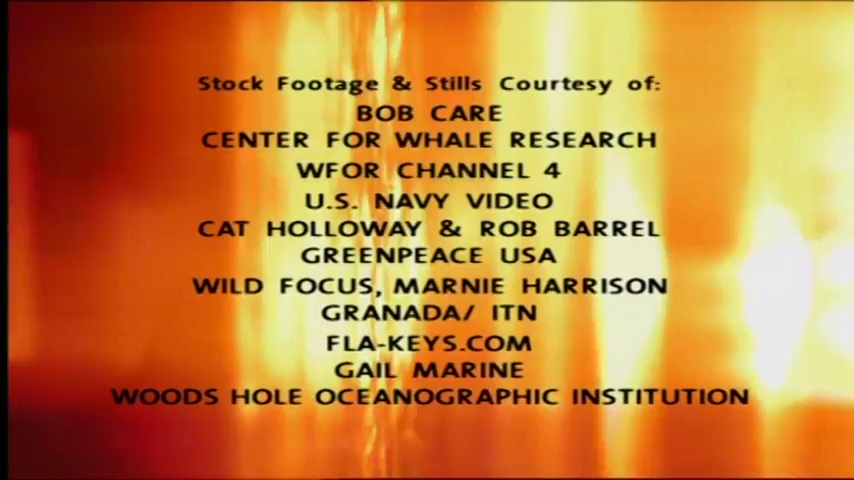 Stock Footage & Stills Courtesy of:
BOB CARE
CENTER FOR WHALE RESEARCH
WFOR CHANNEL 4
U.S. NAVY VIDEO
CAT HOLLOWAY & ROB BARREL
GREENPEACE USA
WILD FOCUS, MARNIE HARRISON
GRANADA/ ITN
FLA-KEYS.COM
GAIL MARINE
WOODS HOLE OCEANOGRAPHIC INSTITUTION